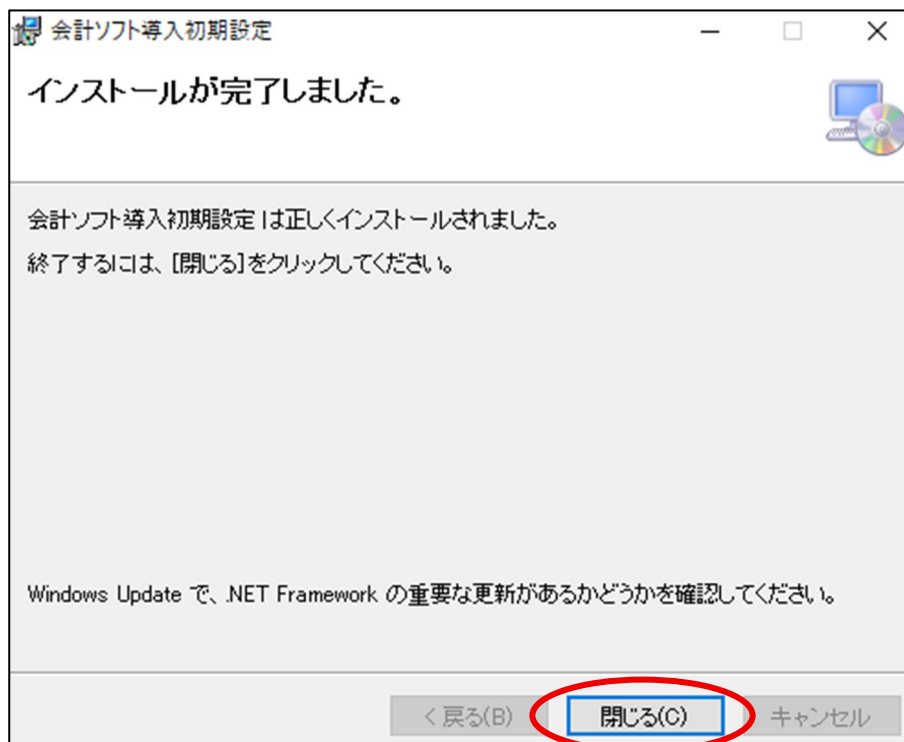 会計ソフト導入初期設定
インストールが完了しました。
会計ソフト導入初期設定 は正しくインストールされました。
終了するには、[閉じる]をクリックしてください。
Windows Update で、.NET Framework の重要な更新があるかどうかを確認してください。
< 戻る(B) 閉じる(C) キャンセル